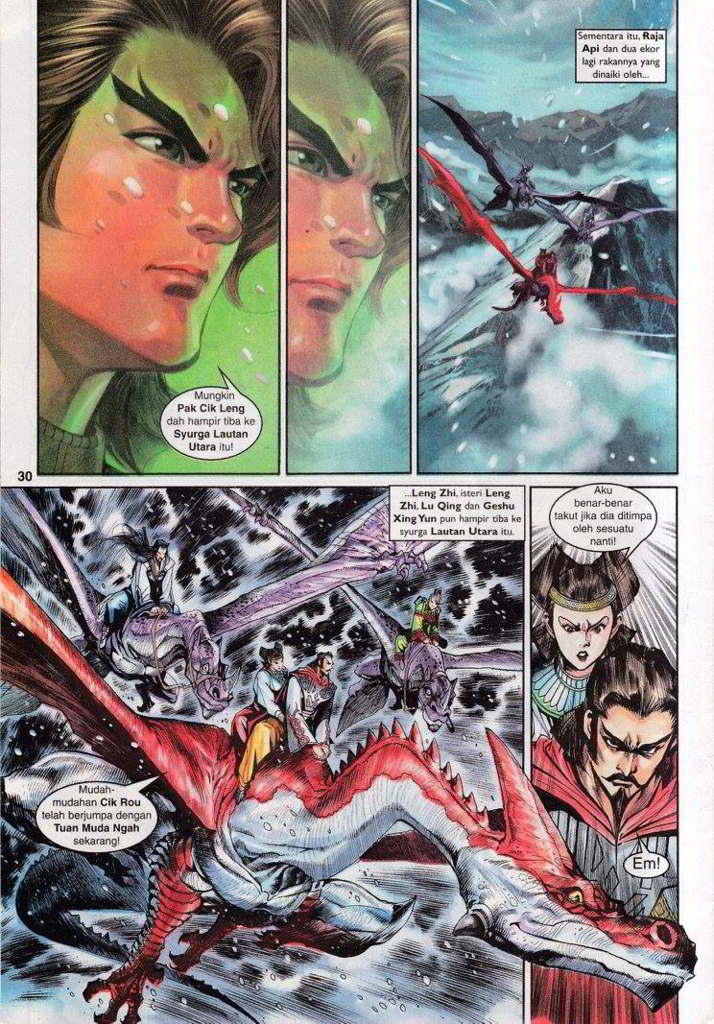 Mungkin
Pak Cik Leng
dah hampir tiba ke
Syurga Lautan
Utara itu!
Sementara itu, Raja
Api dan dua ekor
lagi rakannya yang
dinaiki oleh...
30
...Leng Zhi, isteri Leng
Zhi, Lu Qing dan Geshu
Xing Yun pun hampir tiba ke
syurga Lautan Utara itu.
Mudah-
mudahan Cik Rou
telah berjumpa dengan
Tuan Muda Ngah
sekarang!
Aku
benar-benar
takut jika dia ditimpa
oleh sesuatu
nanti!
Em!